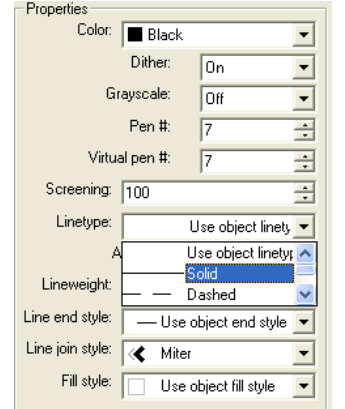 Properties
Color: Black
Dither: On
Grayscale: Off
Pen #: 7
Virtual pen #: 7
Screening: 100
Linetype: Use object linety
A Use object linetyp
Solid
Lineweight:
Dashed
Line end style: Use object end style
Line join style: Miter
Fill style: Use object fill style